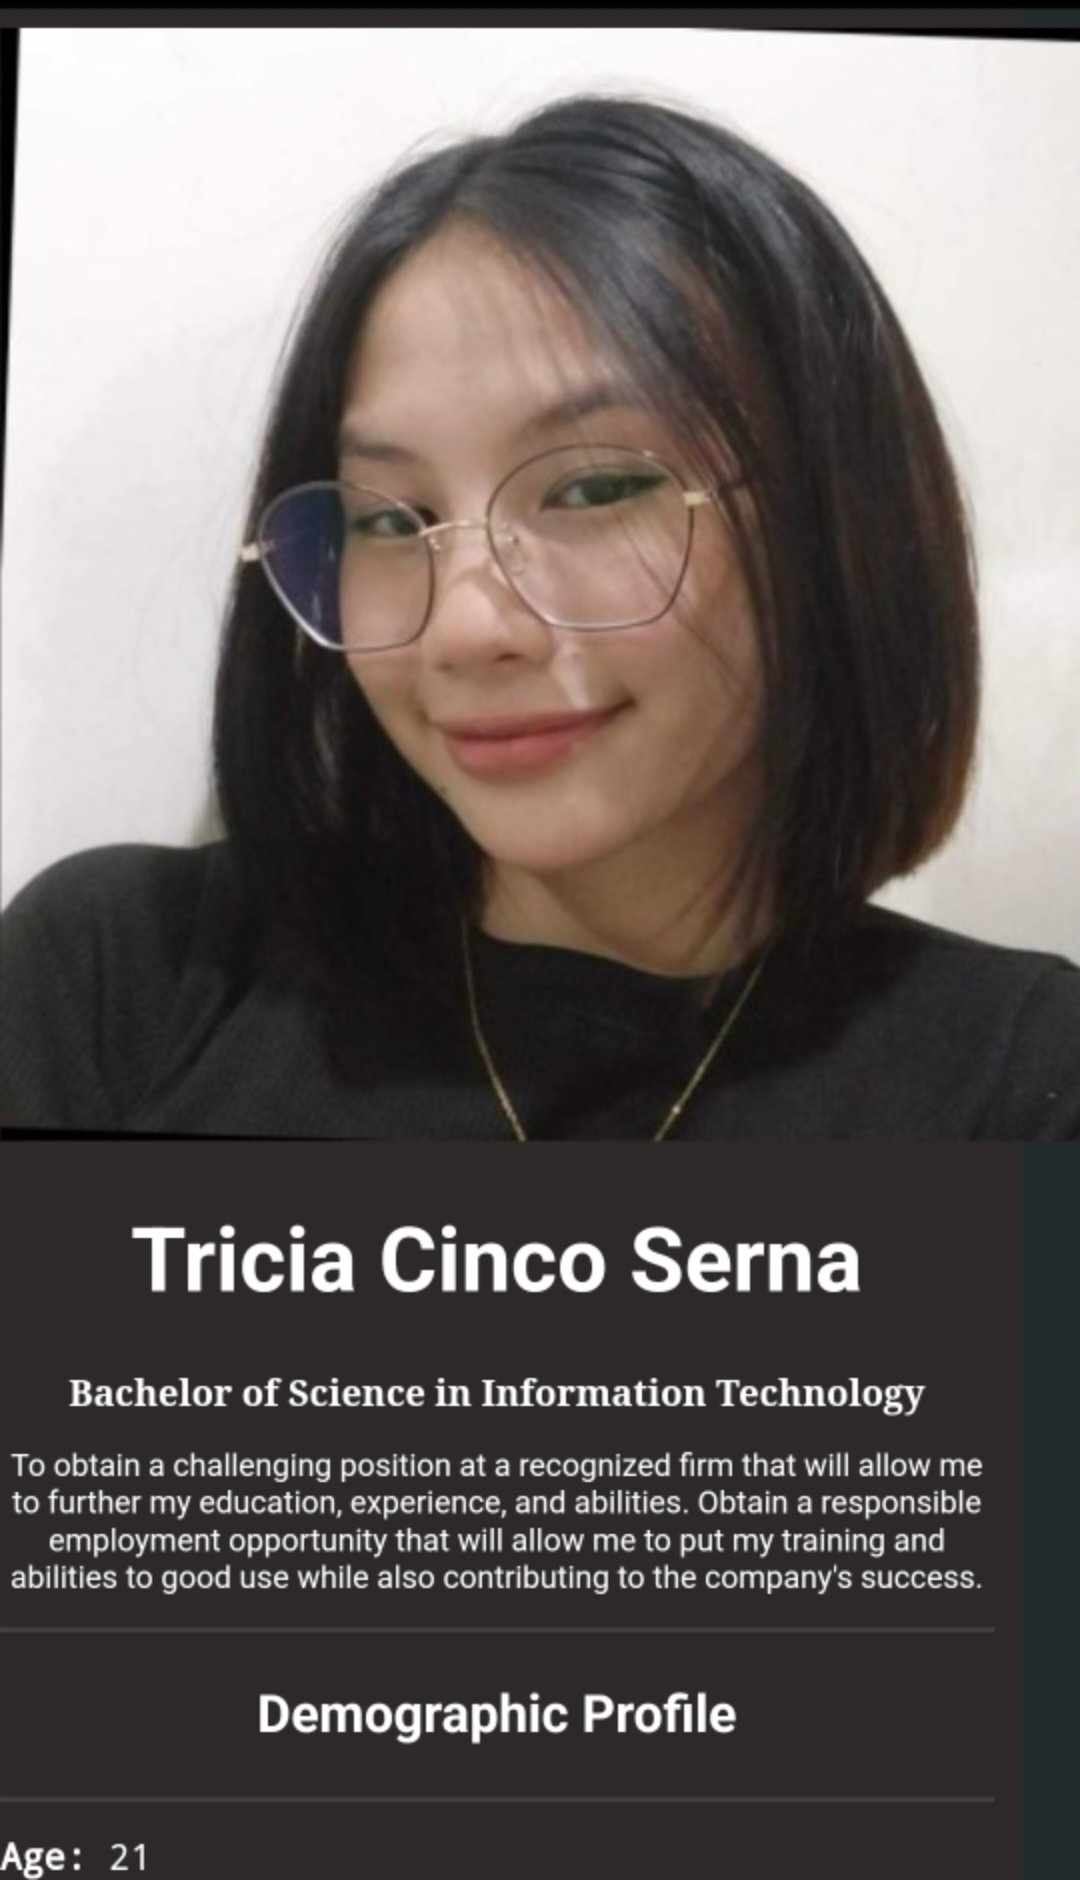 Tricia Cinco Serna
Bachelor of Science in Information Technology
To obtain a challenging position at a recognized firm that will allow me
to further my education, experience, and abilities. Obtain a responsible
employment opportunity that will allow me to put my training and
abilities to good use while also contributing to the company's success.
Demographic Profile
Age: 21